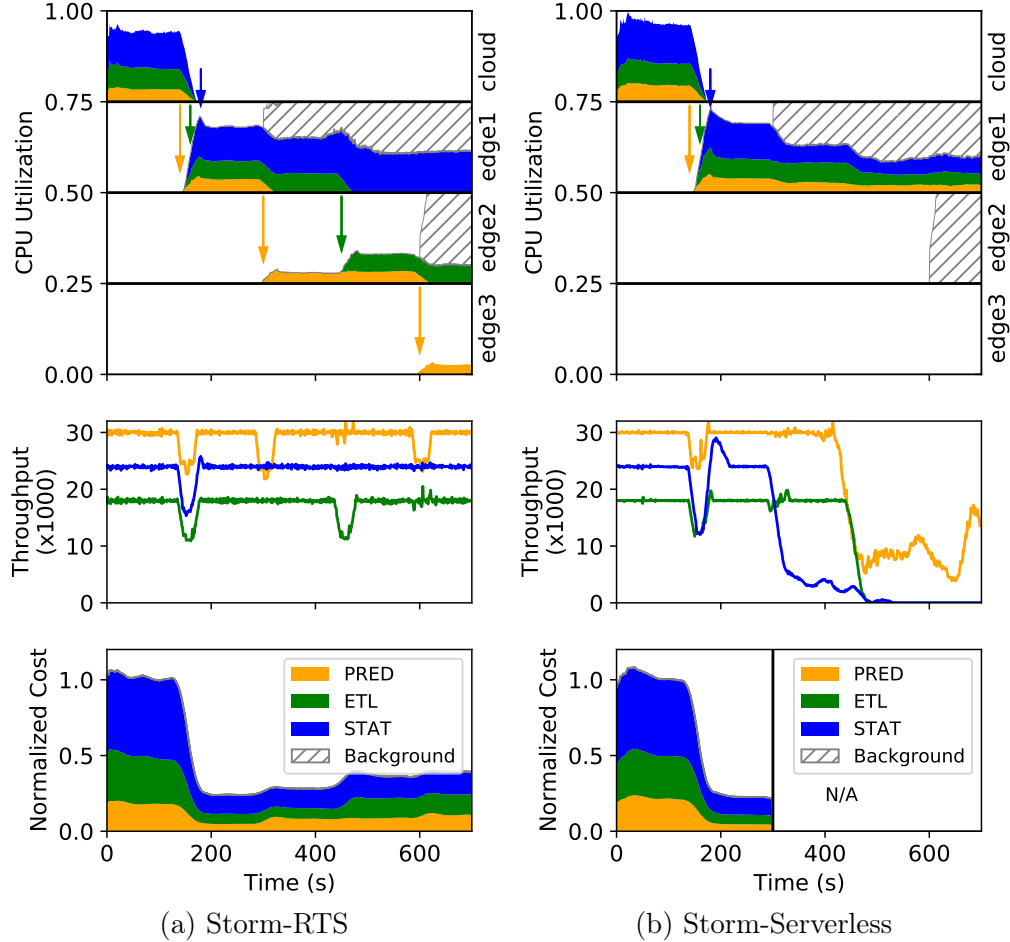 1.00
0.75
0.50
0.25
0.00
CPU Utilization
cloud
edge1
edge2
edge3
30
20
10
0
Throughput
(x1000)
1.0
0.5
0.0
Normalized Cost
PRED
ETL
STAT
Background
0
200
400
600
Time (s)
(a) Storm-RTS
1.00
0.75
0.50
0.25
0.00
CPU Utilization
cloud
edge1
edge2
edge3
30
20
10
0
Throughput
(x1000)
1.0
0.5
0.0
Normalized Cost
PRED
ETL
STAT
Background
N/A
0
200
400
600
Time (s)
(b) Storm-Serverless